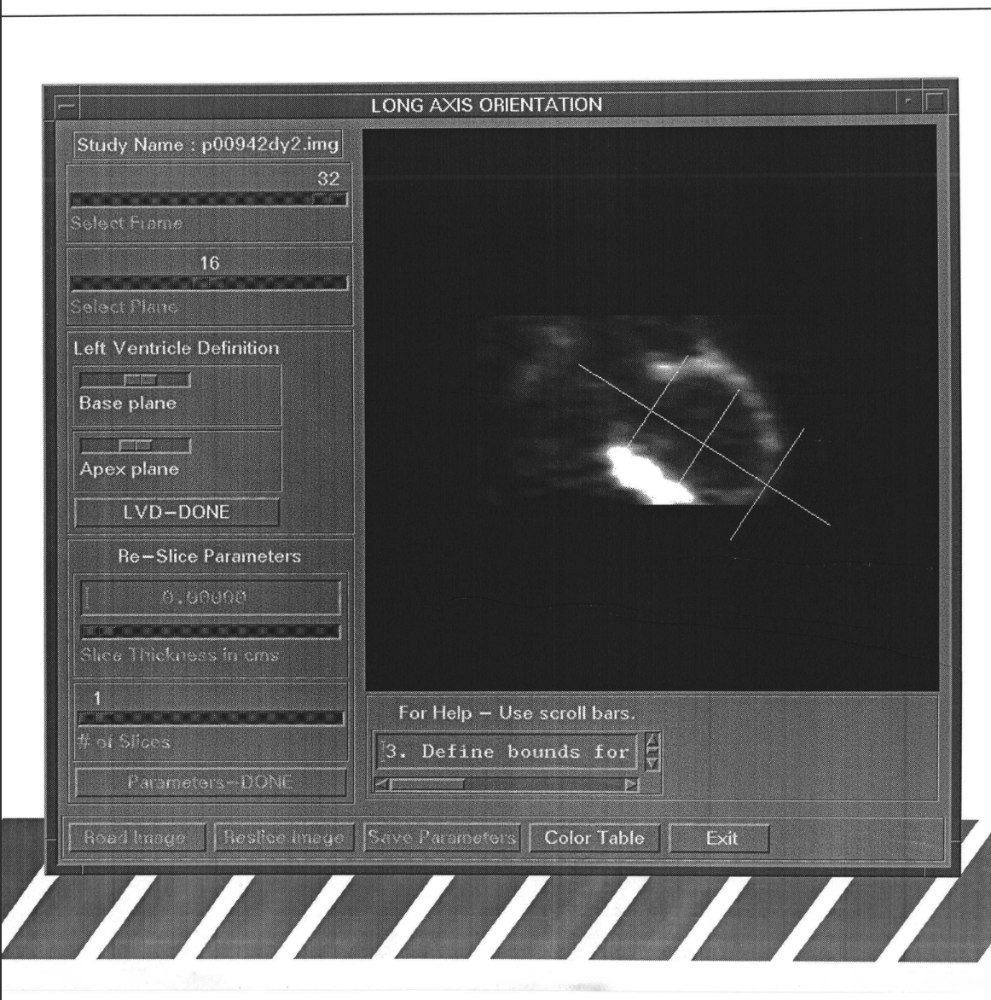 LONG AXIS ORIENTATION
Study Name : p00942dy2.img
32
Select Frame
16
Select Plane
Left Ventricle Definition
Base plane
Apex plane
LVD-DONE
Re-Slice Parameters
0.00000
Slice Thickness in cms
1
# of Slices
Parameters-DONE
For Help - Use scroll bars.
3. Define bounds for
Read Image
Reslice Image
Save Parameters
Color Table
Exit